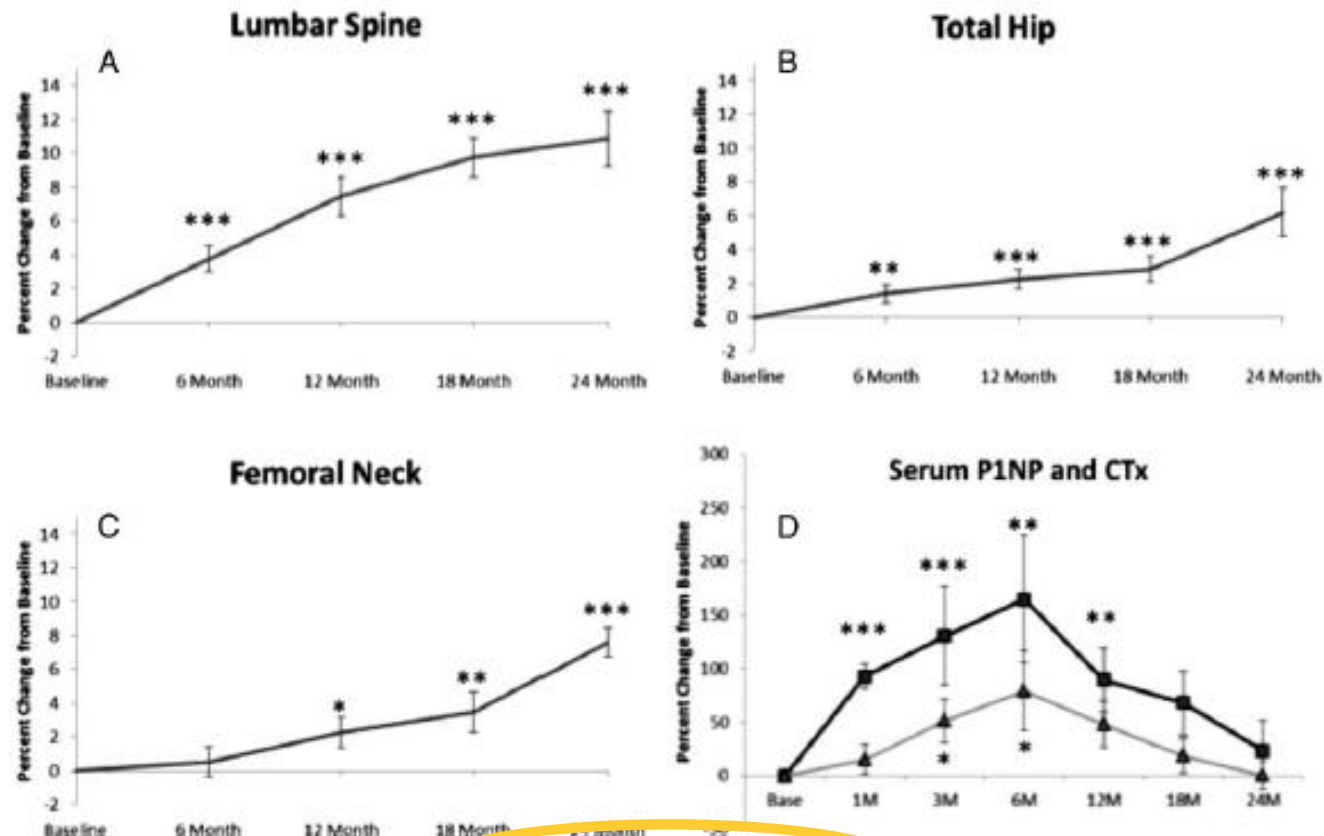 Lumbar Spine
A
Percent Change from Baseline
14
12
10
8
6
4
2
0
-2
***
***
***
***
Baseline
6 Month
12 Month
18 Month
24 Month
Total Hip
B
Percent Change from Baseline
14
12
10
8
6
4
2
0
-2
**
***
***
***
Baseline
6 Month
12 Month
18 Month
24 Month
Femoral Neck
C
Percent Change from Baseline
14
12
10
8
6
4
2
0
-2
*
**
***
Baseline
6 Month
12 Month
18 Month
Serum P1NP and CTx
D
Percent Change from Baseline
300
250
200
150
100
50
0
***
***
**
**
*
*
Base
1M
3M
6M
12M
18M
24M